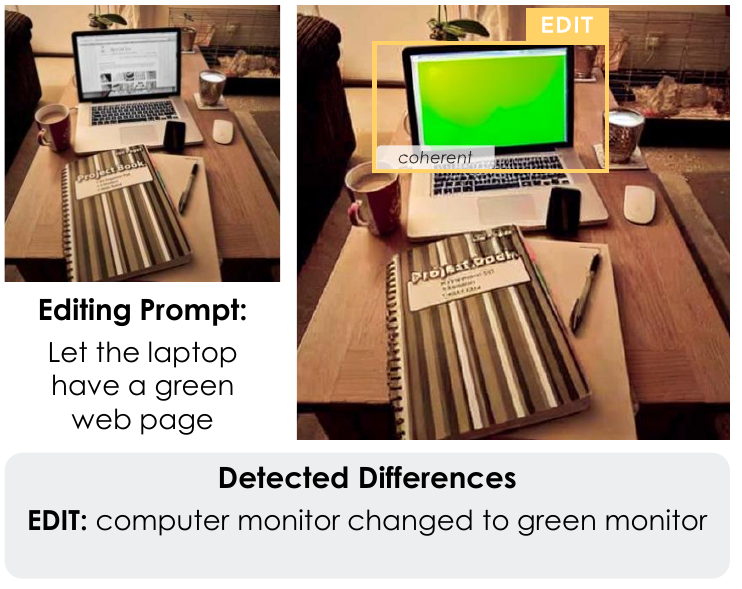 EDIT
coherent
Project Book
Project Book
Editing Prompt:
Let the laptop
have a green
web page
Detected Differences
EDIT: computer monitor changed to green monitor